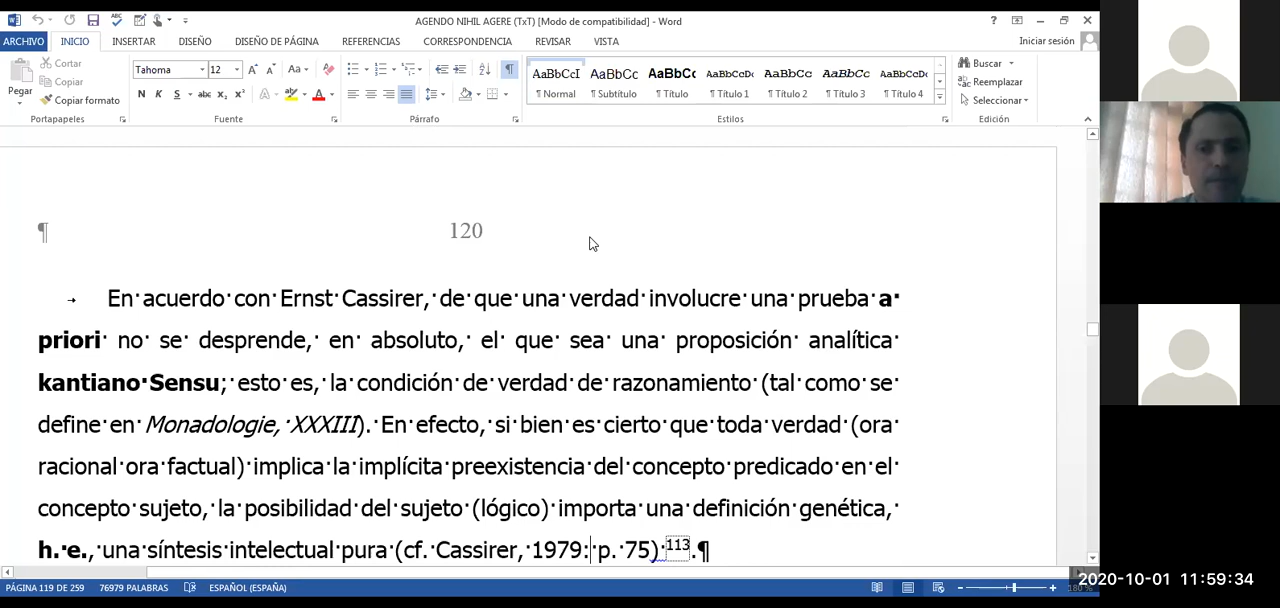 AGENDO NIHIL AGERE (TxT) [Modo de compatibilidad] - Word
ARCHIVO INICIO INSERTAR DISEÑO DISEÑO DE PÁGINA REFERENCIAS CORRESPONDENCIA REVISAR VISTA Iniciar sesión
Pegar
Cortar
Copiar
Copiar formato
Portapapeles
Tahoma 12
N K S abc x₂ x²
Fuente
Párrafo
AaBbCcI AaBbCc AaBbCc AaBbCcDc AaBbCc AaBbCc AaBbCcDc
¶ Normal ¶ Subtítulo ¶ Título ¶ Título 1 ¶ Título 2 ¶ Título 3 ¶ Título 4
Estilos
Buscar
Reemplazar
Seleccionar
Edición
¶ 120
En acuerdo con Ernst Cassirer, de que una verdad involucre una prueba a
priori no se desprende, en absoluto, el que sea una proposición analítica
kantiano Sensu; esto es, la condición de verdad de razonamiento (tal como se
define en Monadologie, XXXIII). En efecto, si bien es cierto que toda verdad (ora
racional ora factual) implica la implícita preexistencia del concepto predicado en el
concepto sujeto, la posibilidad del sujeto (lógico) importa una definición genética,
h. e., una síntesis intelectual pura (cf. Cassirer, 1979: p. 75) 113.¶
PÁGINA 119 DE 259 76979 PALABRAS ESPAÑOL (ESPAÑA) 180 %
2020-10-01 11:59:34